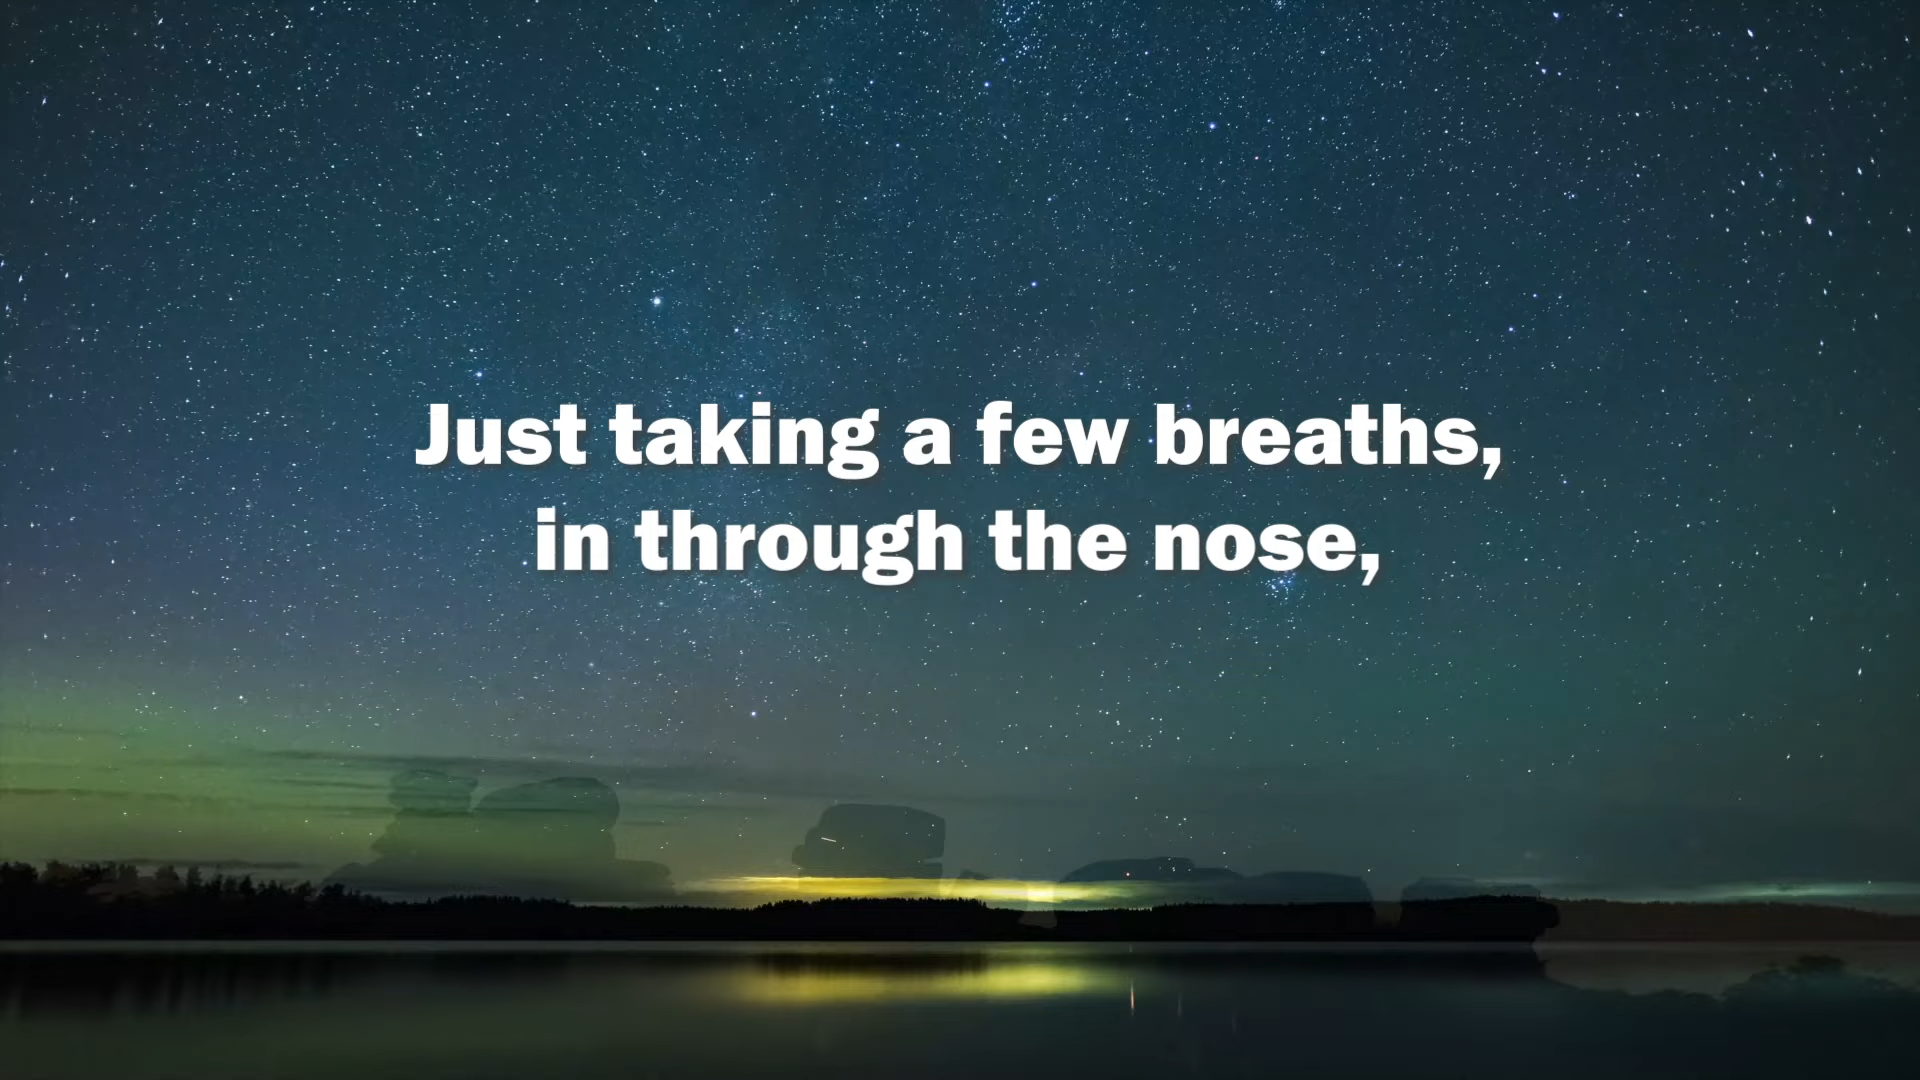 Just taking a few breaths,
in through the nose,